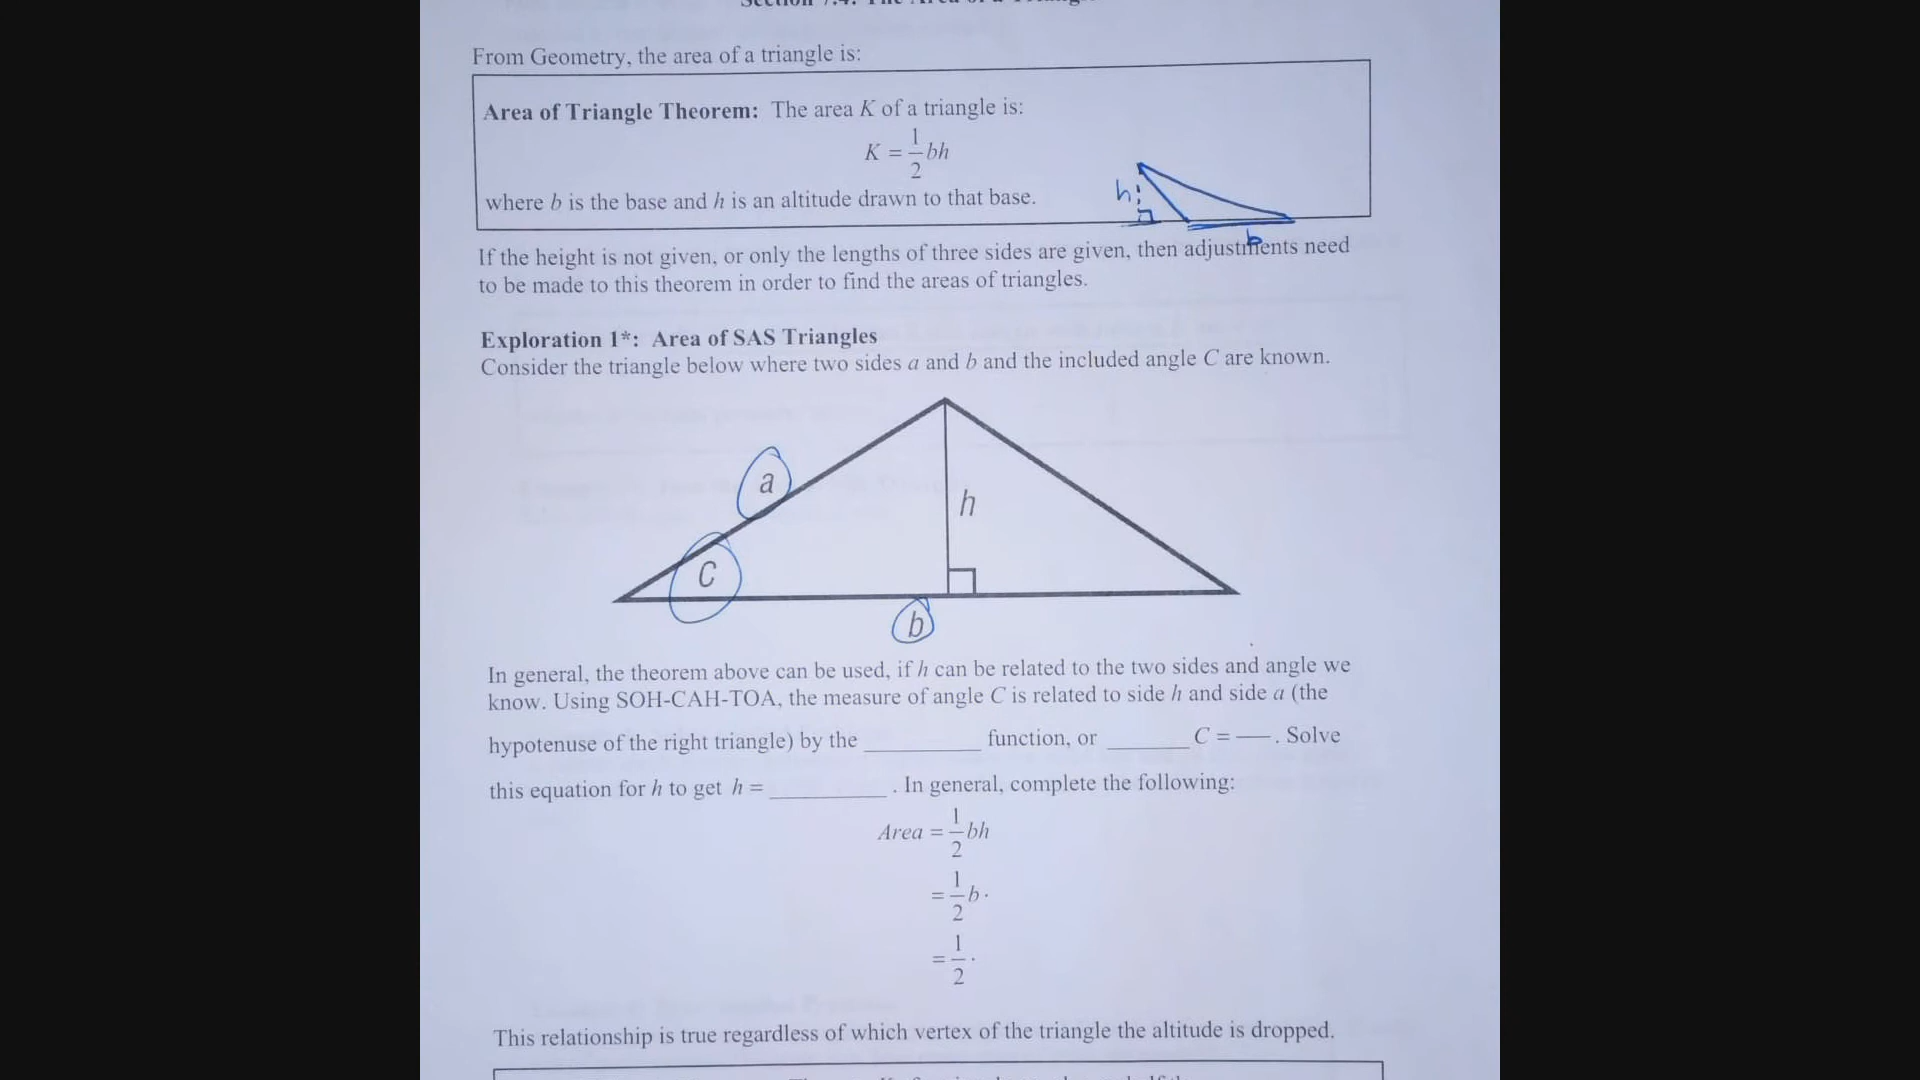 From Geometry, the area of a triangle is:
Area of Triangle Theorem: The area K of a triangle is:
K = 1/2 bh
where b is the base and h is an altitude drawn to that base.
h
b
If the height is not given, or only the lengths of three sides are given, then adjustments need
to be made to this theorem in order to find the areas of triangles.
Exploration 1*: Area of SAS Triangles
Consider the triangle below where two sides a and b and the included angle C are known.
a
h
C
b
In general, the theorem above can be used, if h can be related to the two sides and angle we
know. Using SOH-CAH-TOA, the measure of angle C is related to side h and side a (the
hypotenuse of the right triangle) by the ________ function, or ______ C = —. Solve
this equation for h to get h = ________. In general, complete the following:
Area = 1/2 bh
= 1/2 b ·
= 1/2 ·
This relationship is true regardless of which vertex of the triangle the altitude is dropped.